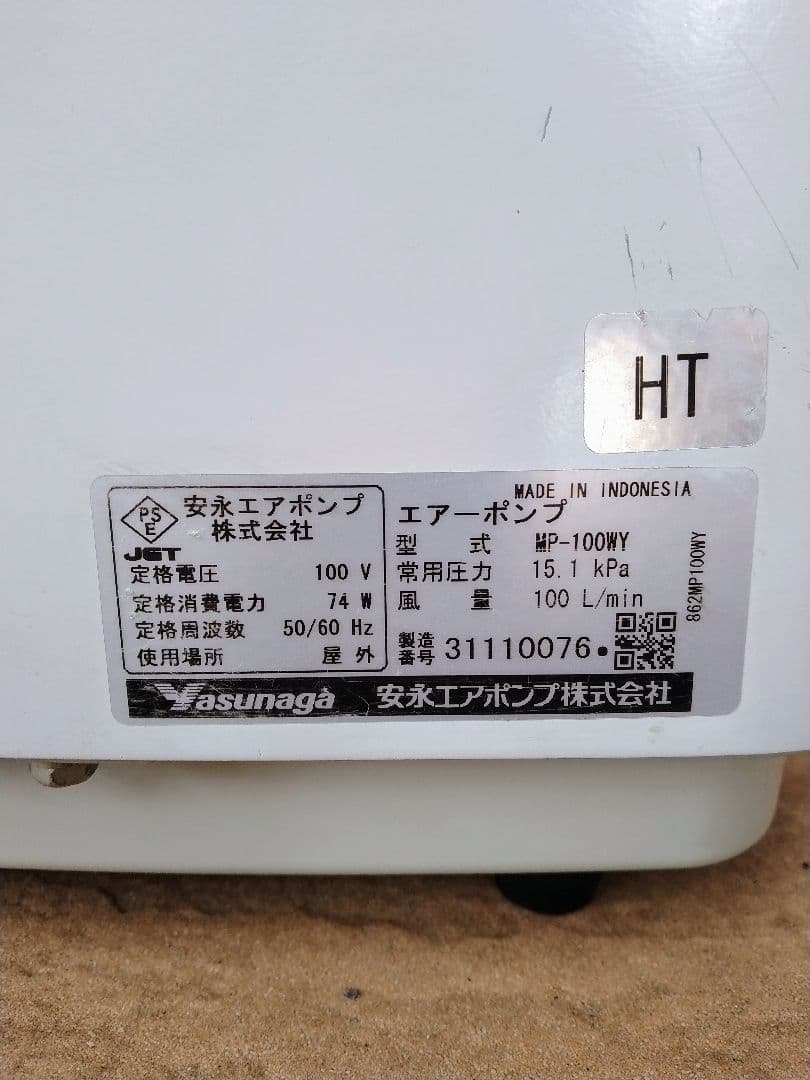 HT
PS
E
JET
安永エアポンプ
株式会社
定格電圧 100 V
定格消費電力 74 W
定格周波数 50/60 Hz
使用場所 屋 外
MADE IN INDONESIA
エアーポンプ
型 式 MP-100WY
常用圧力 15.1 kPa
風 量 100 L/min
製造
番号 31110076.
862MP100WY
Yasunaga 安永エアポンプ株式会社